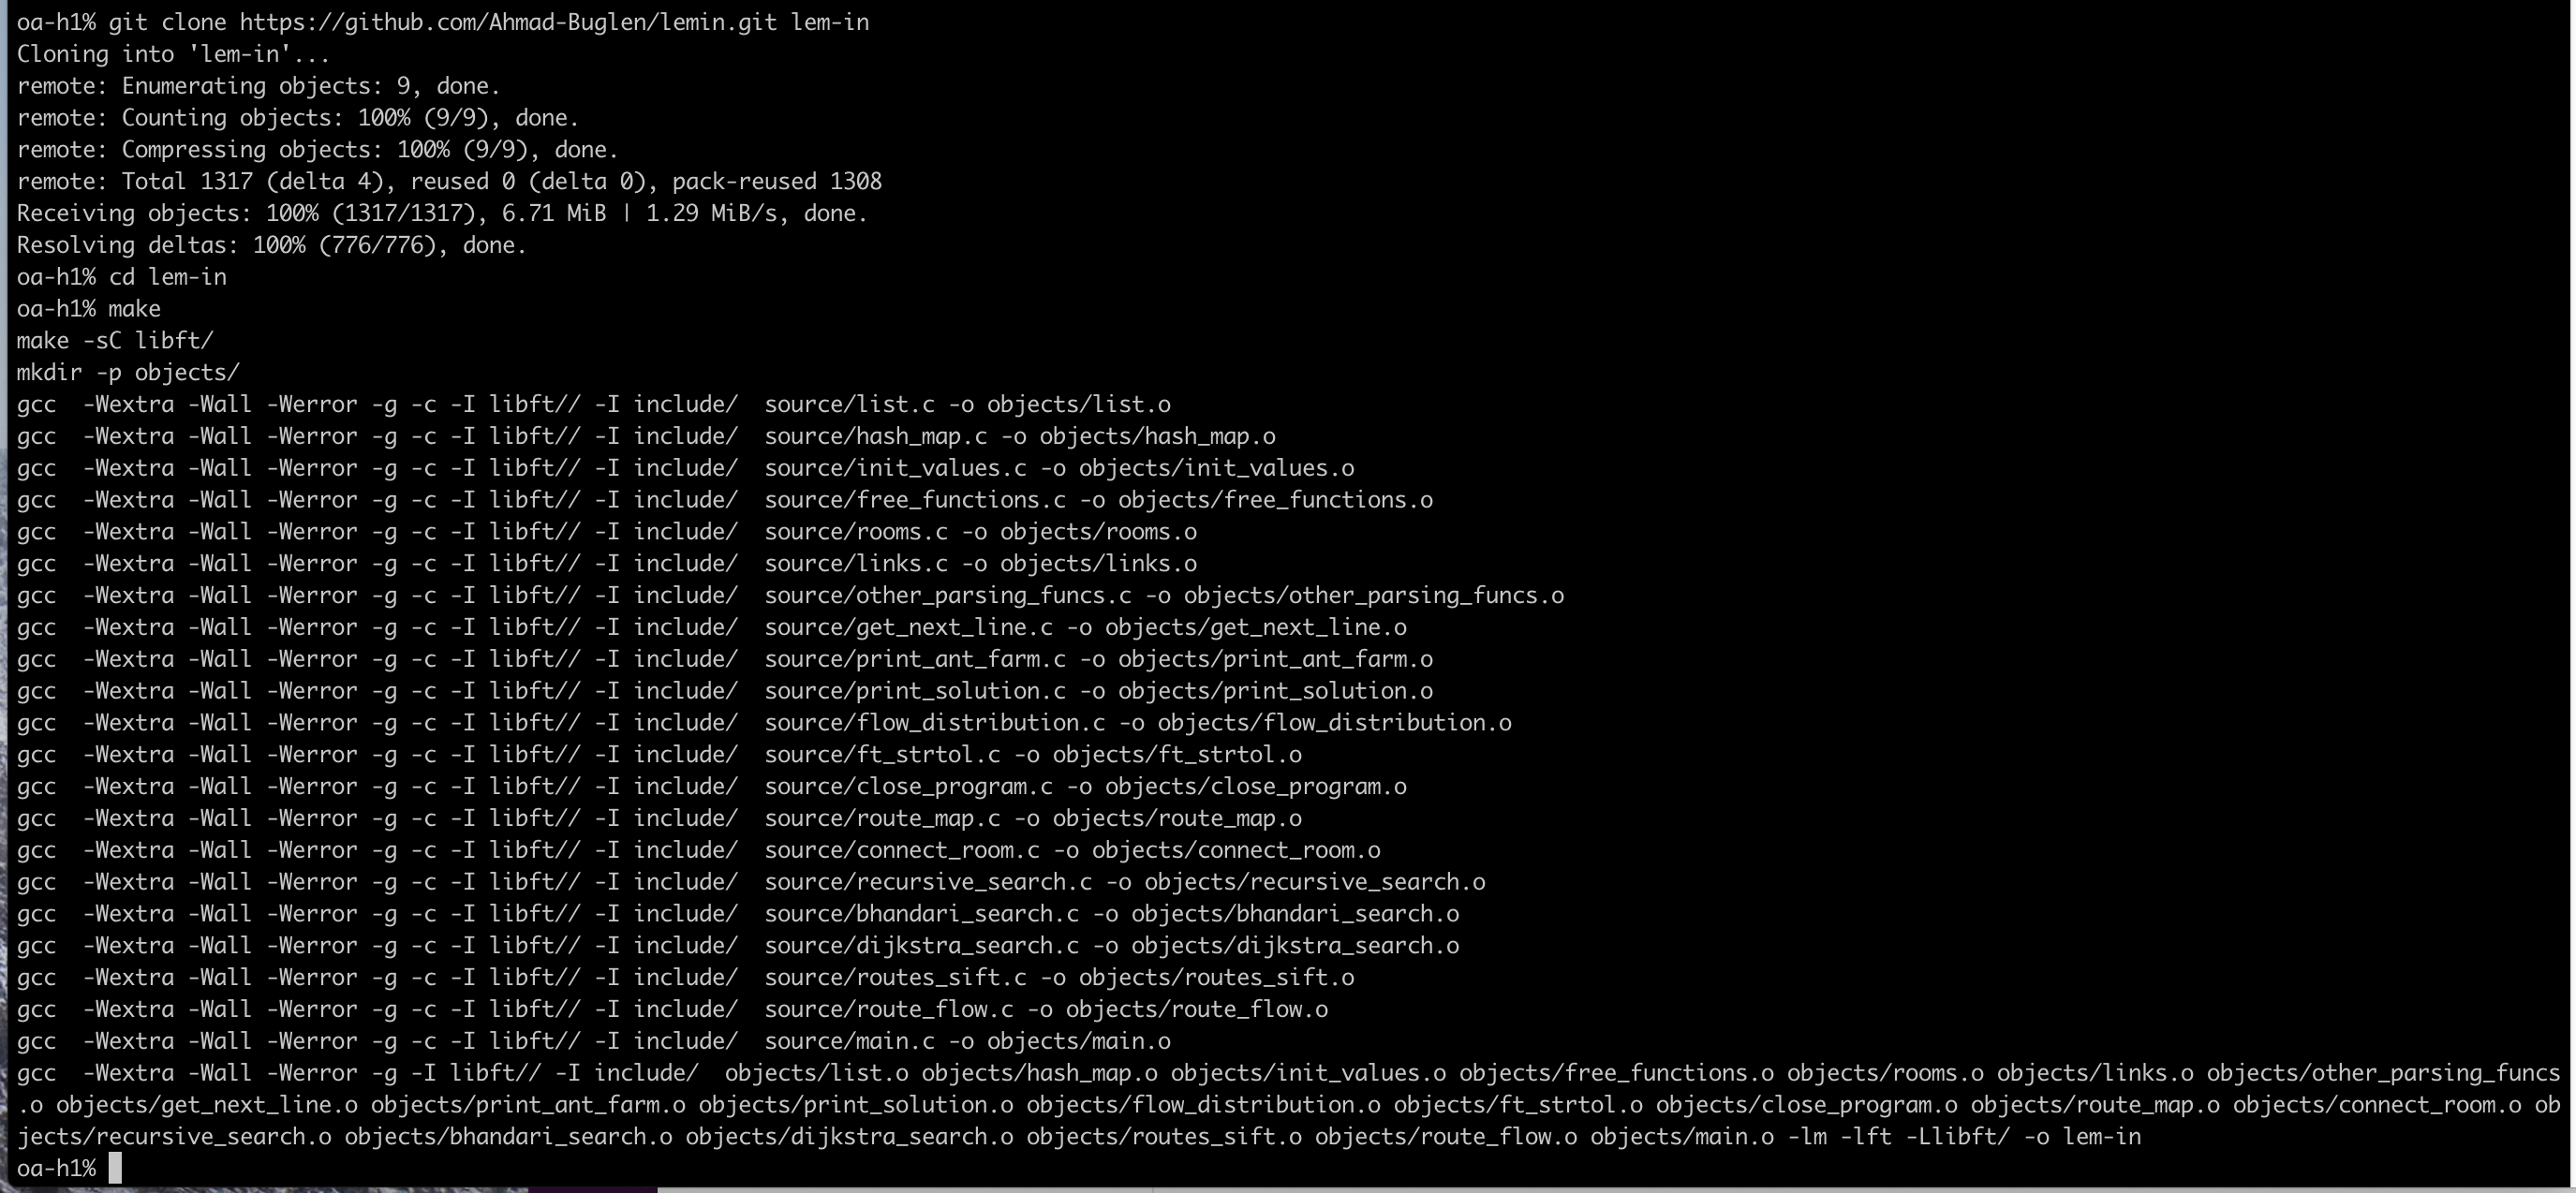 oa-h1% git clone https://github.com/Ahmad-Buglen/lemin.git lem-in
Cloning into 'lem-in'...
remote: Enumerating objects: 9, done.
remote: Counting objects: 100% (9/9), done.
remote: Compressing objects: 100% (9/9), done.
remote: Total 1317 (delta 4), reused 0 (delta 0), pack-reused 1308
Receiving objects: 100% (1317/1317), 6.71 MiB | 1.29 MiB/s, done.
Resolving deltas: 100% (776/776), done.
oa-h1% cd lem-in
oa-h1% make
make -sC libft/
mkdir -p objects/
gcc  -Wextra -Wall -Werror -g -c -I libft// -I include/  source/list.c -o objects/list.o
gcc  -Wextra -Wall -Werror -g -c -I libft// -I include/  source/hash_map.c -o objects/hash_map.o
gcc  -Wextra -Wall -Werror -g -c -I libft// -I include/  source/init_values.c -o objects/init_values.o
gcc  -Wextra -Wall -Werror -g -c -I libft// -I include/  source/free_functions.c -o objects/free_functions.o
gcc  -Wextra -Wall -Werror -g -c -I libft// -I include/  source/rooms.c -o objects/rooms.o
gcc  -Wextra -Wall -Werror -g -c -I libft// -I include/  source/links.c -o objects/links.o
gcc  -Wextra -Wall -Werror -g -c -I libft// -I include/  source/other_parsing_funcs.c -o objects/other_parsing_funcs.o
gcc  -Wextra -Wall -Werror -g -c -I libft// -I include/  source/get_next_line.c -o objects/get_next_line.o
gcc  -Wextra -Wall -Werror -g -c -I libft// -I include/  source/print_ant_farm.c -o objects/print_ant_farm.o
gcc  -Wextra -Wall -Werror -g -c -I libft// -I include/  source/print_solution.c -o objects/print_solution.o
gcc  -Wextra -Wall -Werror -g -c -I libft// -I include/  source/flow_distribution.c -o objects/flow_distribution.o
gcc  -Wextra -Wall -Werror -g -c -I libft// -I include/  source/ft_strtol.c -o objects/ft_strtol.o
gcc  -Wextra -Wall -Werror -g -c -I libft// -I include/  source/close_program.c -o objects/close_program.o
gcc  -Wextra -Wall -Werror -g -c -I libft// -I include/  source/route_map.c -o objects/route_map.o
gcc  -Wextra -Wall -Werror -g -c -I libft// -I include/  source/connect_room.c -o objects/connect_room.o
gcc  -Wextra -Wall -Werror -g -c -I libft// -I include/  source/recursive_search.c -o objects/recursive_search.o
gcc  -Wextra -Wall -Werror -g -c -I libft// -I include/  source/bhandari_search.c -o objects/bhandari_search.o
gcc  -Wextra -Wall -Werror -g -c -I libft// -I include/  source/dijkstra_search.c -o objects/dijkstra_search.o
gcc  -Wextra -Wall -Werror -g -c -I libft// -I include/  source/routes_sift.c -o objects/routes_sift.o
gcc  -Wextra -Wall -Werror -g -c -I libft// -I include/  source/route_flow.c -o objects/route_flow.o
gcc  -Wextra -Wall -Werror -g -c -I libft// -I include/  source/main.c -o objects/main.o
gcc  -Wextra -Wall -Werror -g -I libft// -I include/  objects/list.o objects/hash_map.o objects/init_values.o objects/free_functions.o objects/rooms.o objects/links.o objects/other_parsing_funcs
.o objects/get_next_line.o objects/print_ant_farm.o objects/print_solution.o objects/flow_distribution.o objects/ft_strtol.o objects/close_program.o objects/route_map.o objects/connect_room.o ob
jects/recursive_search.o objects/bhandari_search.o objects/dijkstra_search.o objects/routes_sift.o objects/route_flow.o objects/main.o -lm -lft -Llibft/ -o lem-in
oa-h1%